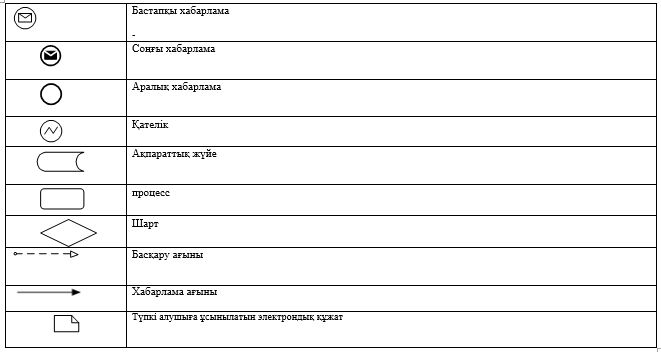 Бастапқы хабарлама
-
Соңғы хабарлама
Аралық хабарлама
Қателік
Ақпараттық жүйе
процесс
Шарт
Басқару ағыны
Хабарлама ағыны
Түпкі алушыға ұсынылатын электрондық құжат